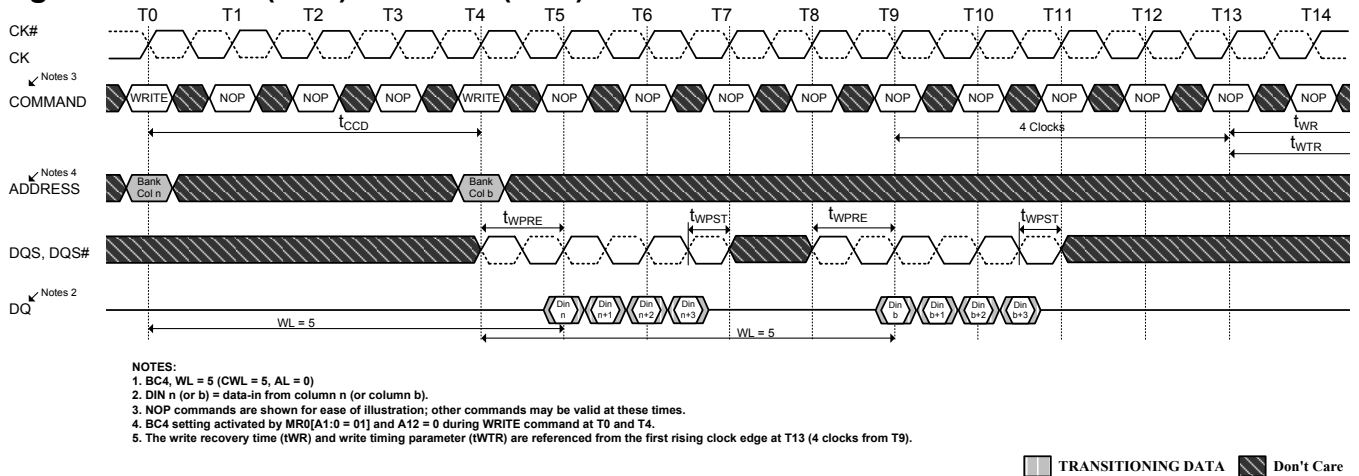 T0 T1 T2 T3 T4 T5 T6 T7 T8 T9 T10 T11 T12 T13 T14
CK#
CK
Notes 3
COMMAND
WRITE NOP NOP NOP WRITE NOP NOP NOP NOP NOP NOP NOP NOP NOP NOP
tCCD
4 Clocks
tWR
tWTR
Notes 4
ADDRESS
Bank Col n
Bank Col b
tWPRE
tWPST
tWPRE
tWPST
DQS, DQS#
Notes 2
DQ
Din n
Din n+1
Din n+2
Din n+3
Din b
Din b+1
Din b+2
Din b+3
WL = 5
WL = 5
NOTES:
1. BC4, WL = 5 (CWL = 5, AL = 0)
2. DIN n (or b) = data-in from column n (or column b).
3. NOP commands are shown for ease of illustration; other commands may be valid at these times.
4. BC4 setting activated by MR0[A1:0 = 01] and A12 = 0 during WRITE command at T0 and T4.
5. The write recovery time (tWR) and write timing parameter (tWTR) are referenced from the first rising clock edge at T13 (4 clocks from T9).
TRANSITIONING DATA
Don't Care